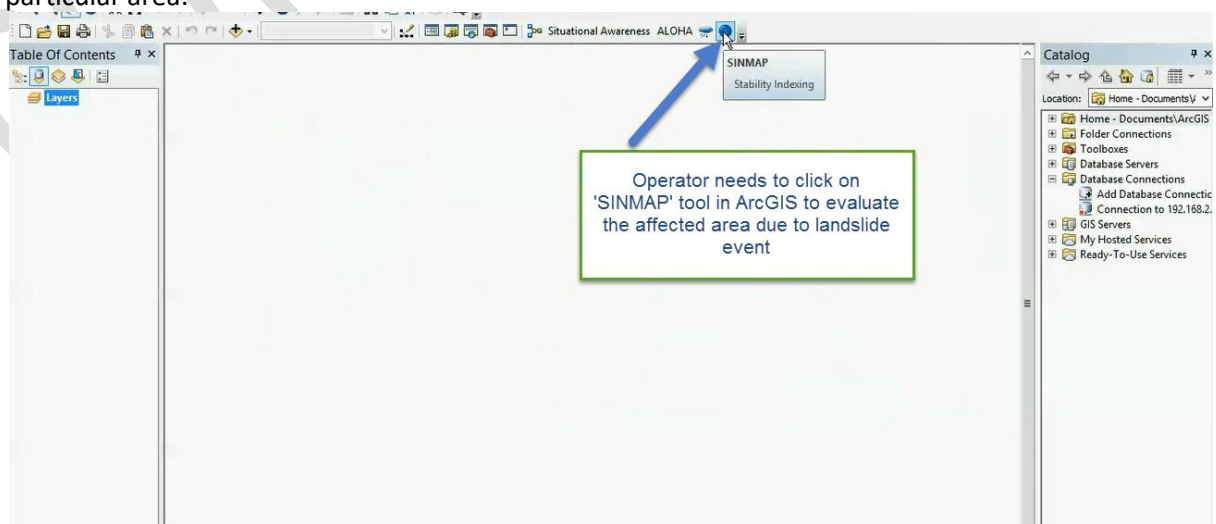 particular area.
Situational Awareness ALOHA
Table Of Contents
Layers
SINMAP
Stability Indexing
Operator needs to click on
'SINMAP' tool in ArcGIS to evaluate
the affected area due to landslide
event
Catalog
Location: Home - Documents\
Home - Documents\ArcGIS
Folder Connections
Toolboxes
Database Servers
Database Connections
Add Database Connectic
Connection to 192.168.2.
GIS Servers
My Hosted Services
Ready-To-Use Services